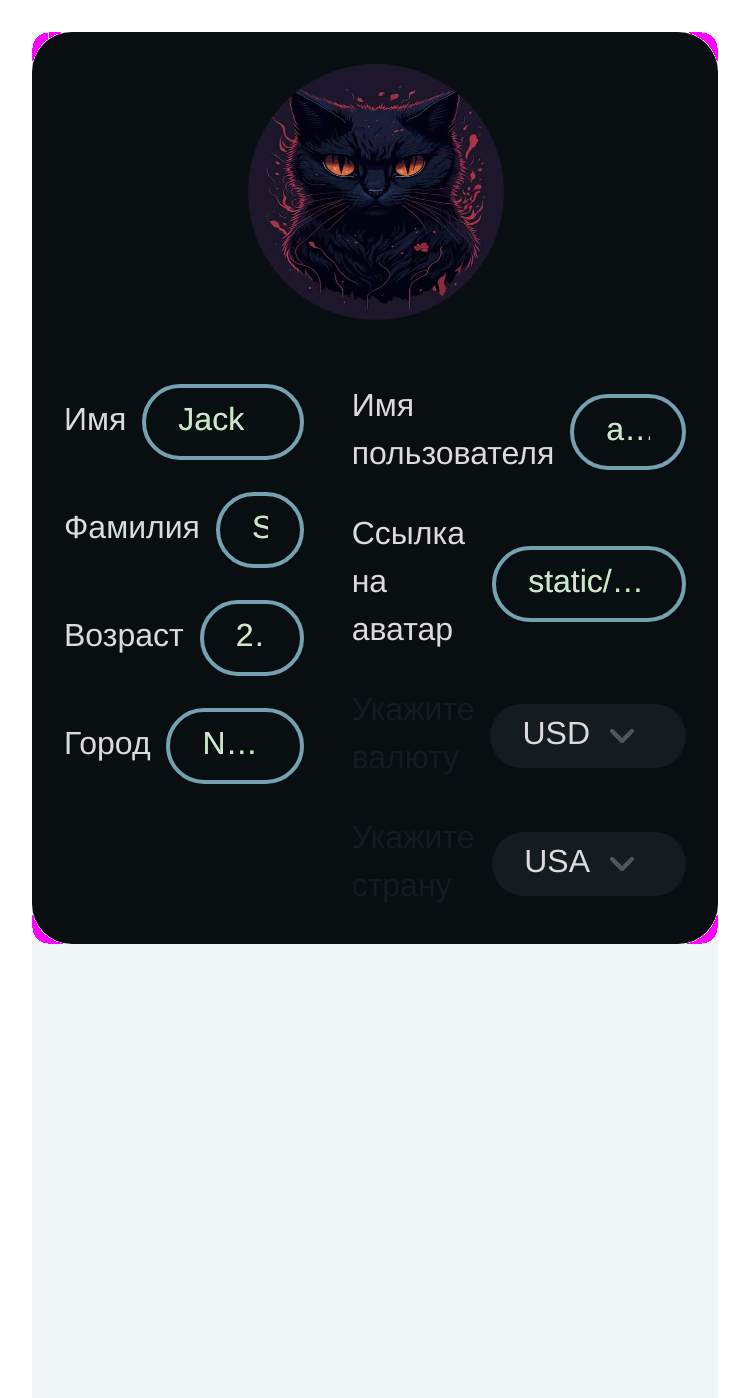 Имя
Jack
Фамилия
S
Возраст
2.
Город
N...
Имя
пользователя
a...
Ссылка
на
аватар
static/...
Укажите
валюту
USD
Укажите
страну
USA